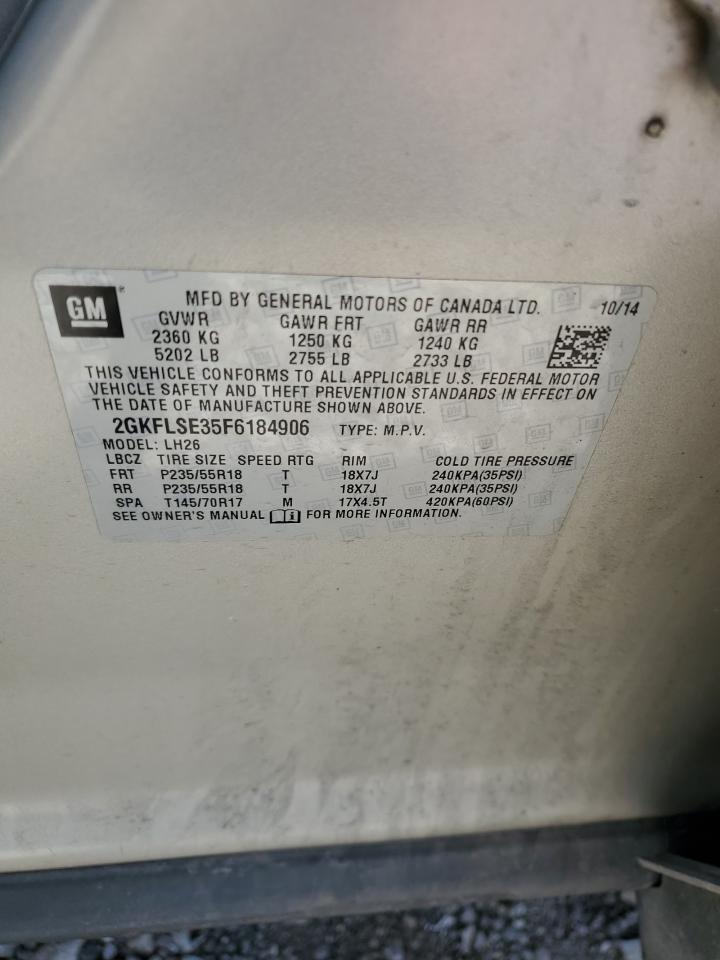 GM
MFD BY GENERAL MOTORS OF CANADA LTD. 10/14
GVWR GAWR FRT GAWR RR
2360 KG 1250 KG 1240 KG
5202 LB 2755 LB 2733 LB
THIS VEHICLE CONFORMS TO ALL APPLICABLE U.S. FEDERAL MOTOR
VEHICLE SAFETY AND THEFT PREVENTION STANDARDS IN EFFECT ON
THE DATE OF MANUFACTURE SHOWN ABOVE.
2GKFLSE35F6184906 TYPE: M.P.V.
MODEL: LH26
LBCZ TIRE SIZE SPEED RTG RIM COLD TIRE PRESSURE
FRT P235/55R18 T 18X7J 240KPA(35PSI)
RR P235/55R18 T 18X7J 240KPA(35PSI)
SPA T145/70R17 M 17X4.5T 420KPA(60PSI)
SEE OWNER'S MANUAL FOR MORE INFORMATION.